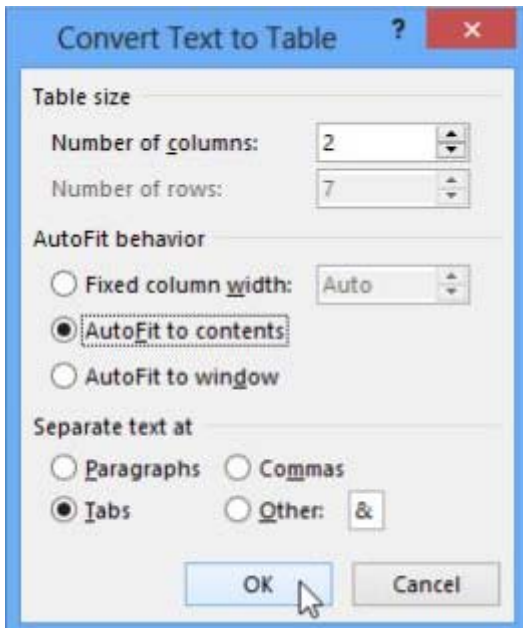 Convert Text to Table ? ×
Table size
Number of columns: 2
Number of rows: 7
AutoFit behavior
Fixed column width: Auto
AutoFit to contents
AutoFit to window
Separate text at
Paragraphs Commas
Tabs Other: &
OK Cancel